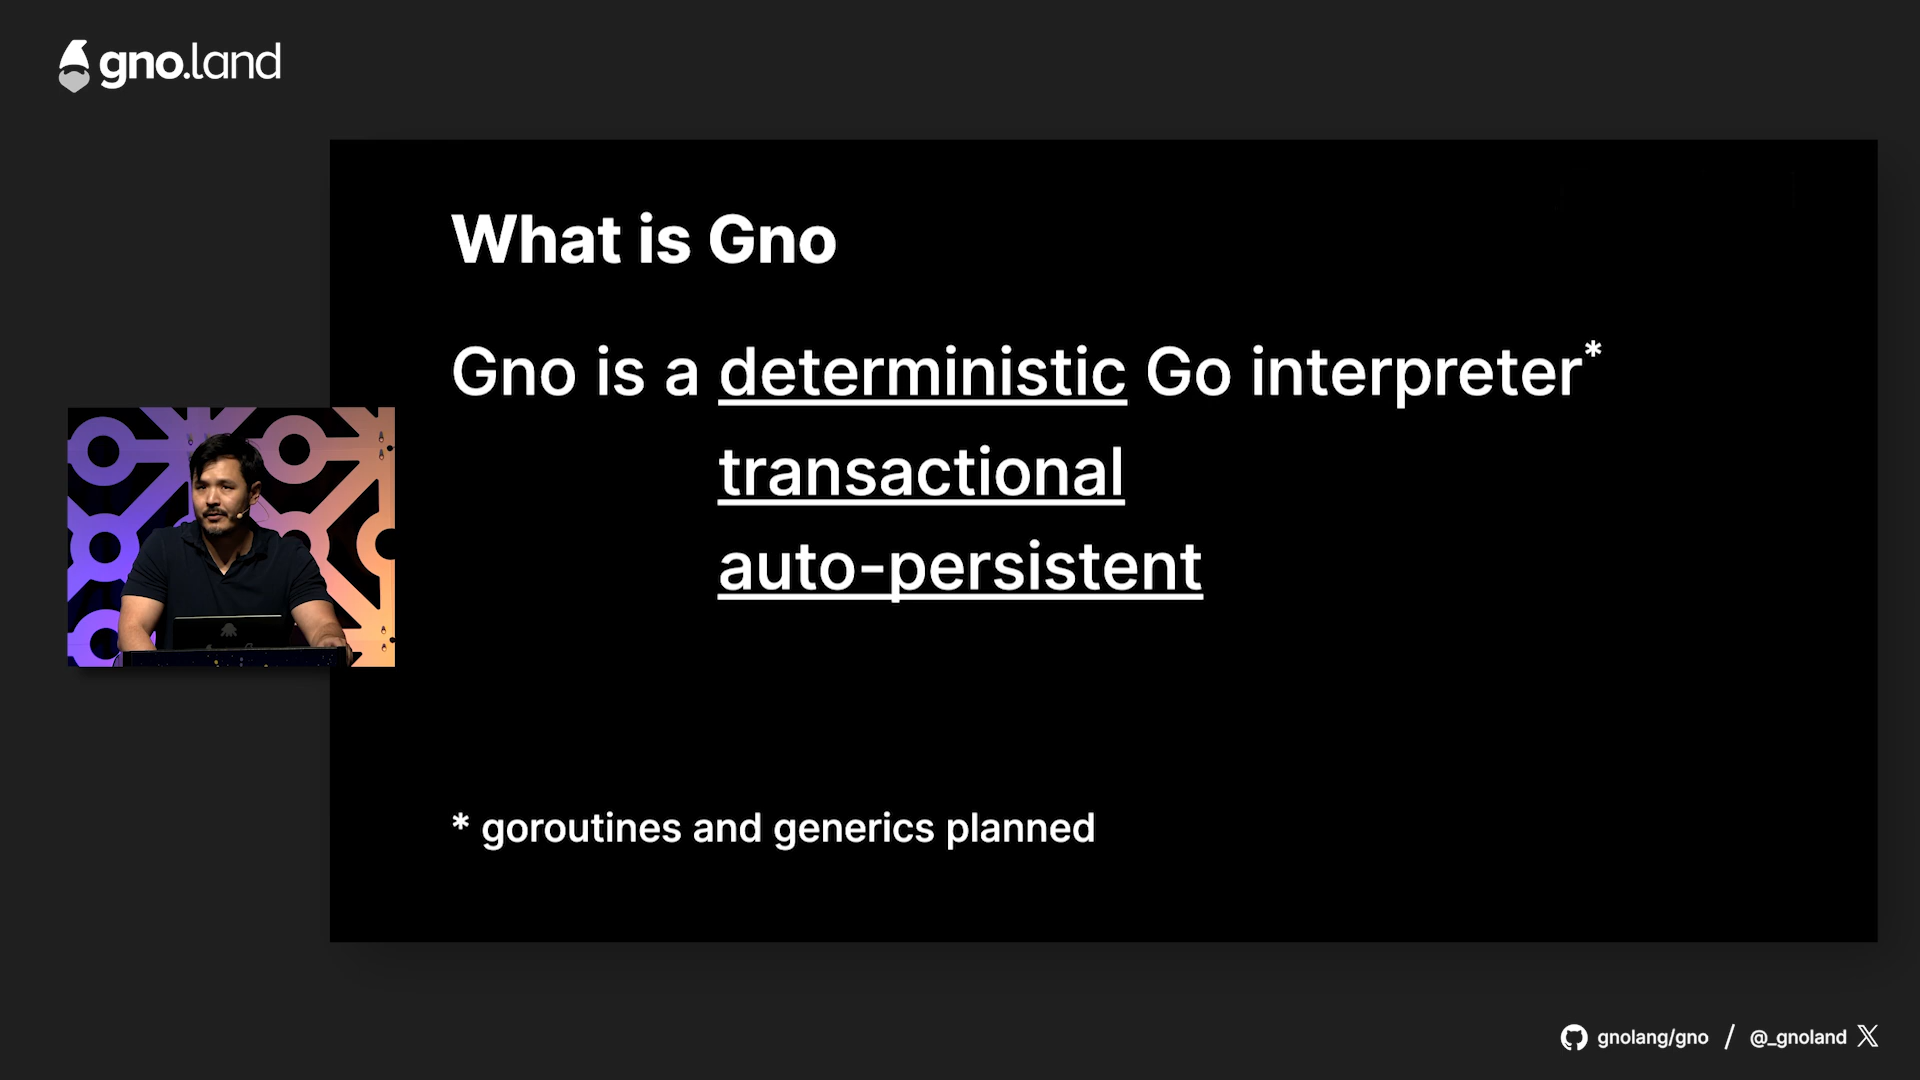 gno.land
What is Gno
Gno is a deterministic Go interpreter*
transactional
auto-persistent
* goroutines and generics planned
gnolang/gno / @_gnoland X